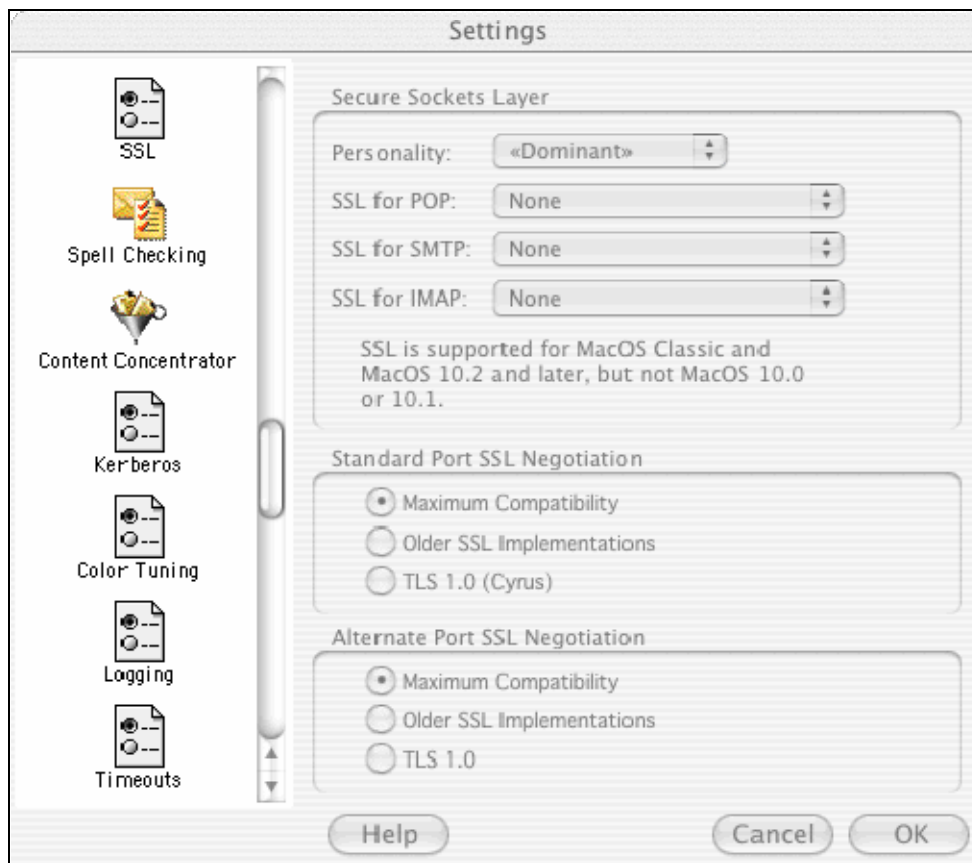 Settings
SSL
Spell Checking
Content Concentrator
Kerberos
Color Tuning
Logging
Timeouts
Secure Sockets Layer
Personality: «Dominant»
SSL for POP: None
SSL for SMTP: None
SSL for IMAP: None
SSL is supported for MacOS Classic and
MacOS 10.2 and later, but not MacOS 10.0
or 10.1.
Standard Port SSL Negotiation
Maximum Compatibility
Older SSL Implementations
TLS 1.0 (Cyrus)
Alternate Port SSL Negotiation
Maximum Compatibility
Older SSL Implementations
TLS 1.0
Help
Cancel
OK